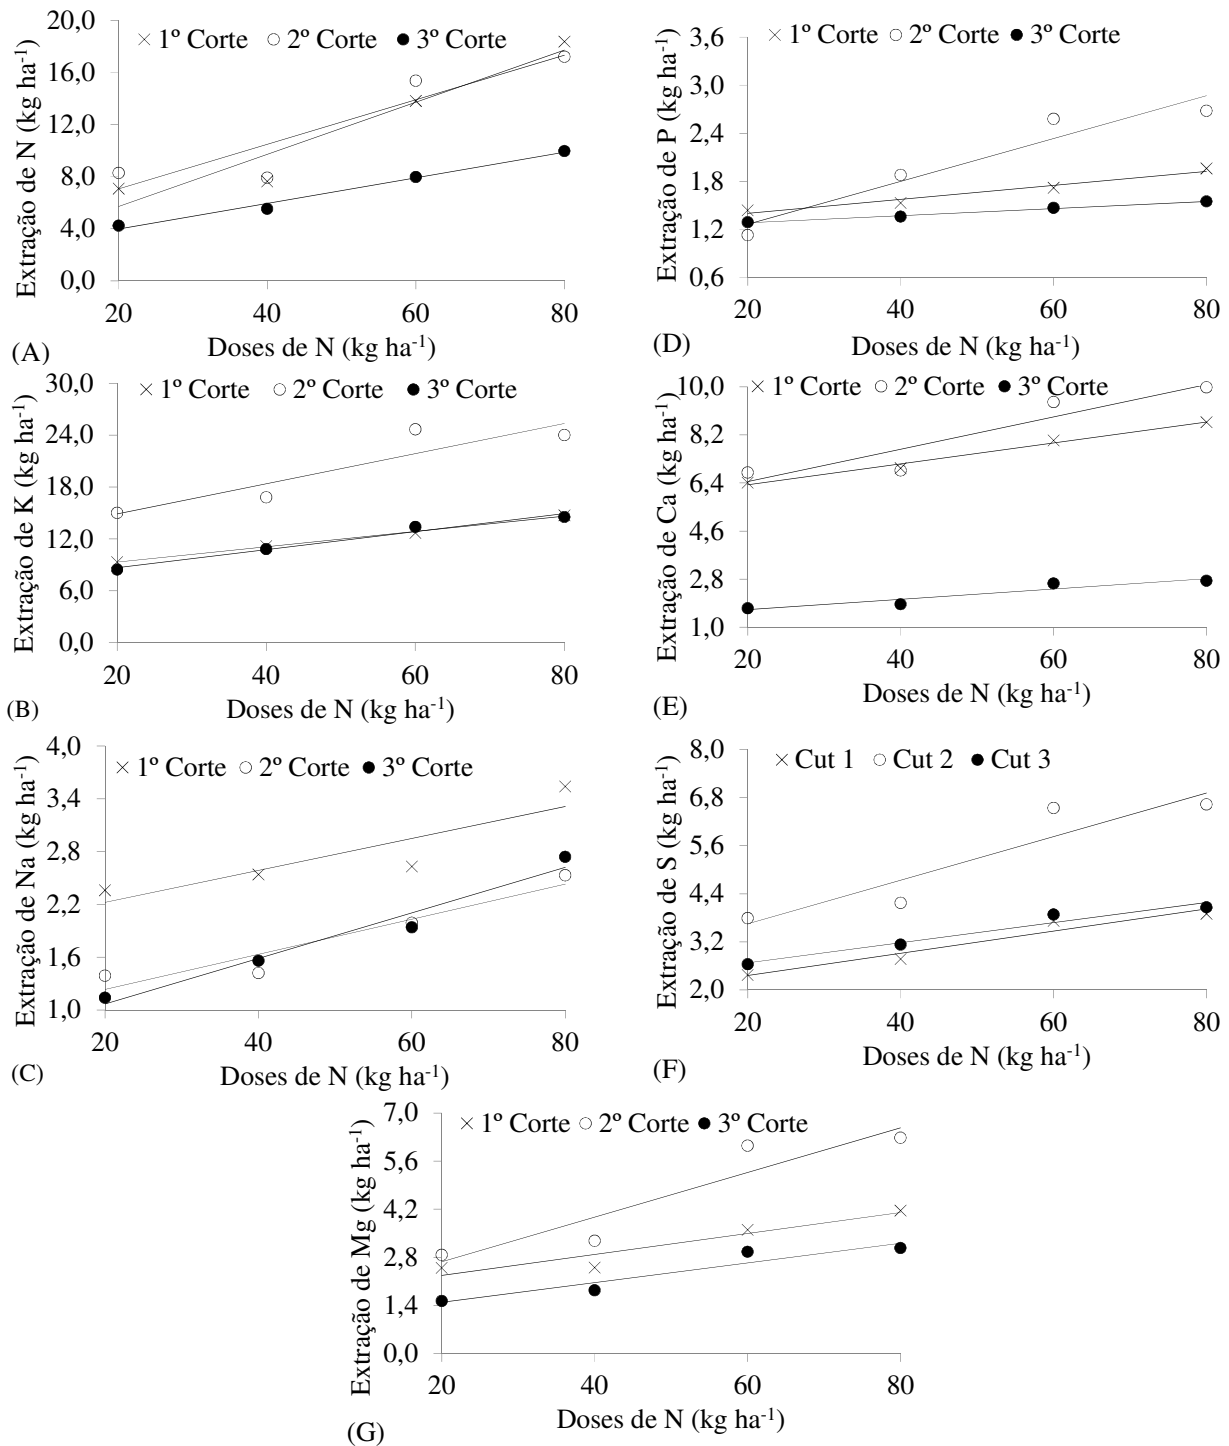 Extração de N (kg ha-1)
20,0
16,0
12,0
8,0
4,0
0,0
1º Corte 2º Corte 3º Corte
20 40 60 80
Doses de N (kg ha-1)
(A)
Extração de P (kg ha-1)
3,6
3,0
2,4
1,8
1,2
0,6
1º Corte 2º Corte 3º Corte
20 40 60 80
Doses de N (kg ha-1)
(D)
Extração de K (kg ha-1)
30,0
24,0
18,0
12,0
6,0
0,0
1º Corte 2º Corte 3º Corte
20 40 60 80
Doses de N (kg ha-1)
(B)
Extração de Ca (kg ha-1)
10,0
8,2
6,4
4,6
2,8
1,0
1º Corte 2º Corte 3º Corte
20 40 60 80
Doses de N (kg ha-1)
(E)
Extração de Na (kg ha-1)
4,0
3,4
2,8
2,2
1,6
1,0
1º Corte 2º Corte 3º Corte
20 40 60 80
Doses de N (kg ha-1)
(C)
Extração de S (kg ha-1)
8,0
6,8
5,6
4,4
3,2
2,0
Cut 1 Cut 2 Cut 3
20 40 60 80
Doses de N (kg ha-1)
(F)
Extração de Mg (kg ha-1)
7,0
5,6
4,2
2,8
1,4
0,0
1º Corte 2º Corte 3º Corte
20 40 60 80
Doses de N (kg ha-1)
(G)